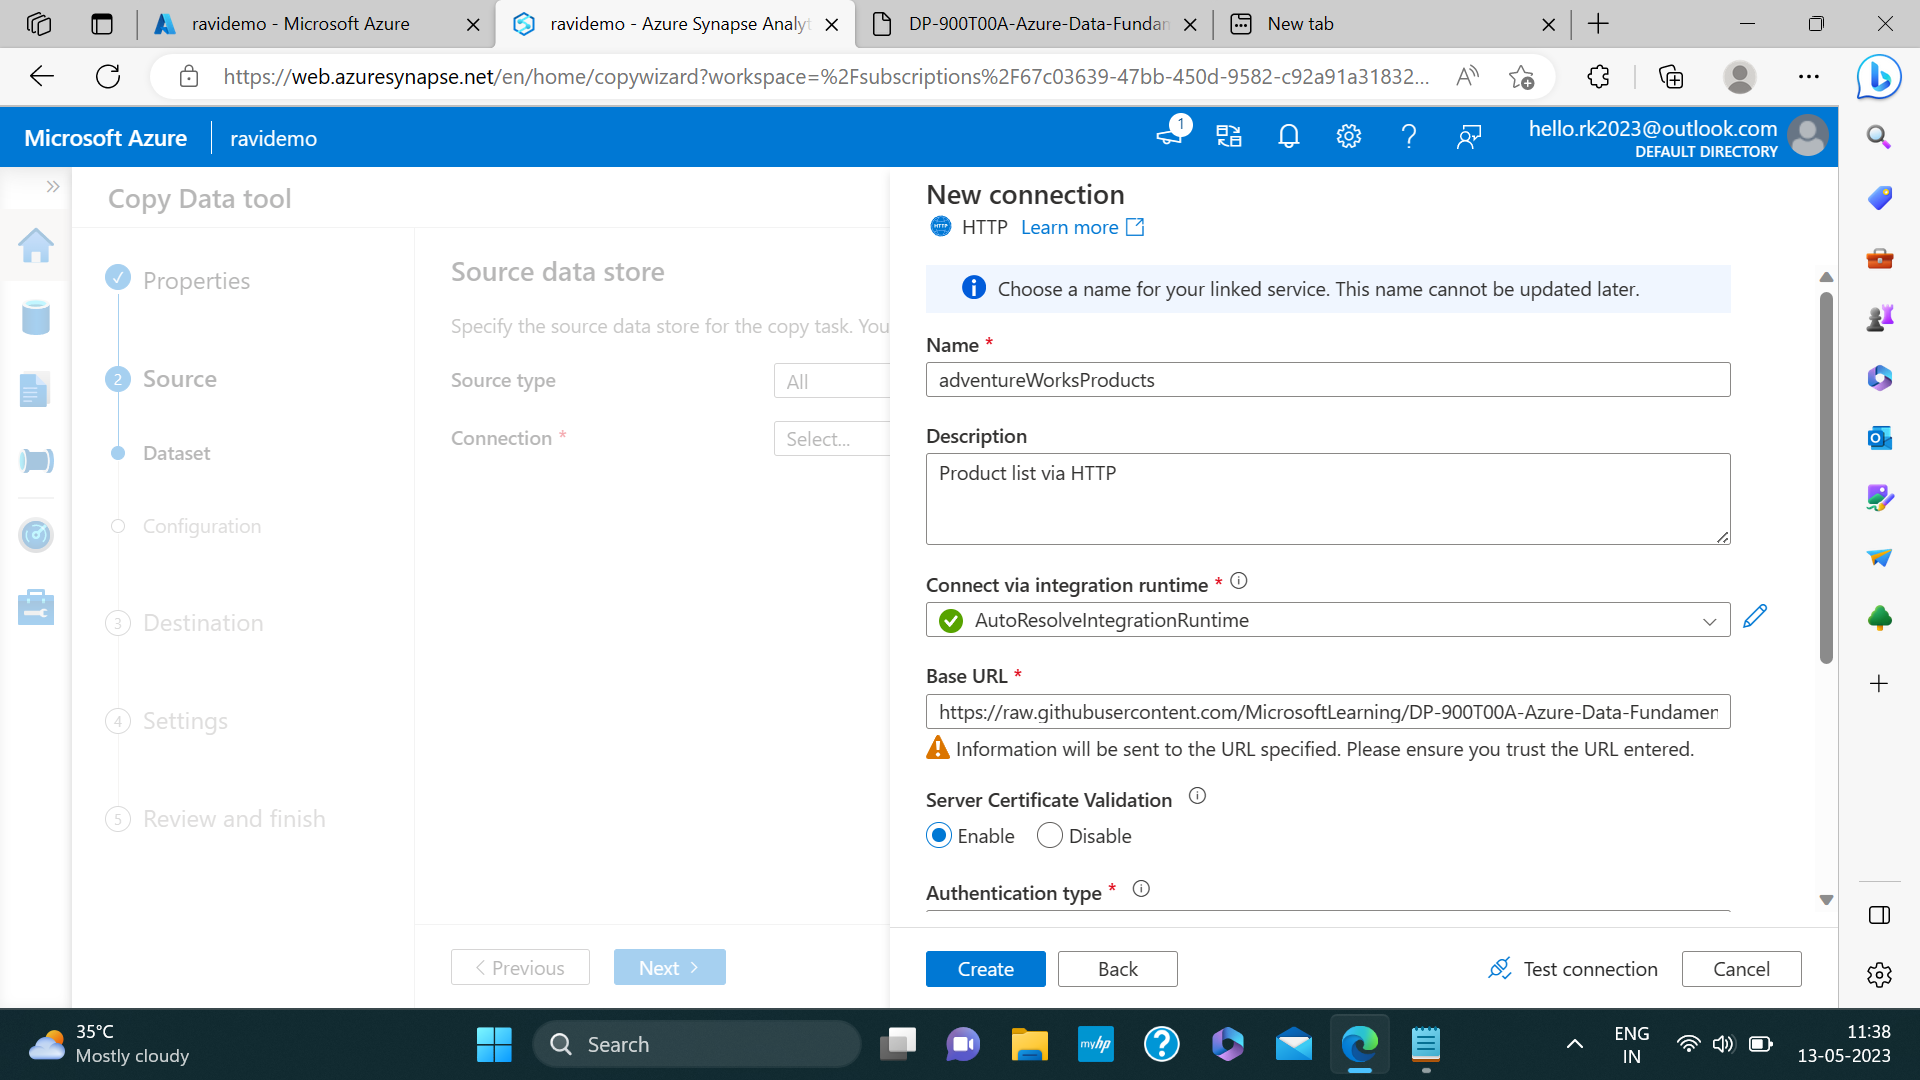 ravidemo - Microsoft Azure
ravidemo - Azure Synapse Analyt
DP-900T00A-Azure-Data-Fundam
New tab
https://web.azuresynapse.net/en/home/copywizard?workspace=%2Fsubscriptions%2F67c03639-47bb-450d-9582-c92a91a31832...
Microsoft Azure
ravidemo
1
hello.rk2023@outlook.com
DEFAULT DIRECTORY
Copy Data tool
Properties
2 Source
Dataset
Configuration
3 Destination
4 Settings
5 Review and finish
Source data store
Specify the source data store for the copy task. You
Source type
All
Connection *
Select...
Previous
Next
New connection
HTTP Learn more
Choose a name for your linked service. This name cannot be updated later.
Name *
adventureWorksProducts
Description
Product list via HTTP
Connect via integration runtime *
AutoResolveIntegrationRuntime
Base URL *
https://raw.githubusercontent.com/MicrosoftLearning/DP-900T00A-Azure-Data-Fundamen
Information will be sent to the URL specified. Please ensure you trust the URL entered.
Server Certificate Validation
Enable
Disable
Authentication type *
Create
Back
Test connection
Cancel
35°C
Mostly cloudy
Search
myhp
ENG
IN
11:38
13-05-2023